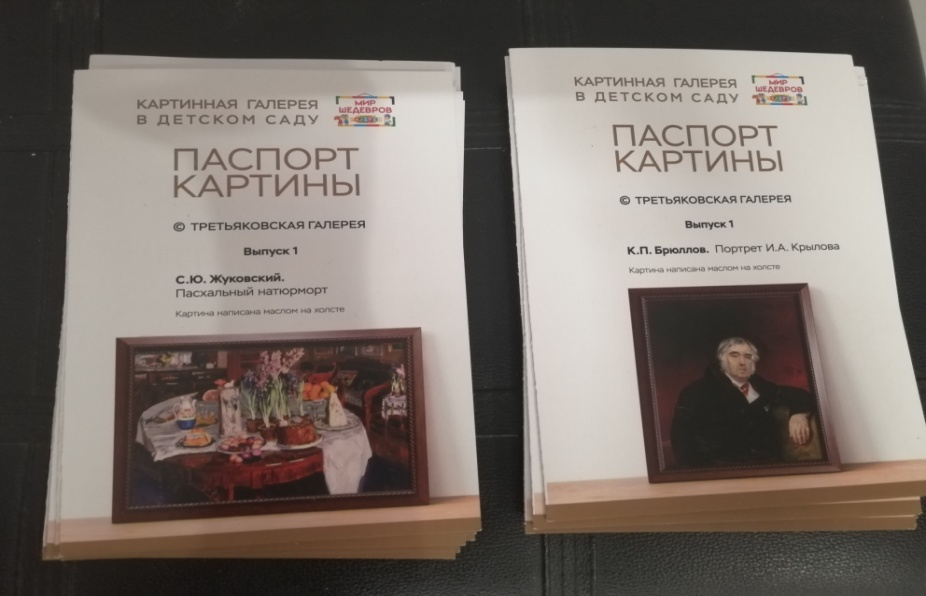 КАРТИННАЯ ГАЛЕРЕЯ
В ДЕТСКОМ САДУ
МИР
ШЕДЕВРОВ
ПАСПОРТ
КАРТИНЫ
© ТРЕТЬЯКОВСКАЯ ГАЛЕРЕЯ
Выпуск 1
С.Ю. Жуковский.
Пасхальный натюрморт
Картина написана маслом на холсте
КАРТИННАЯ ГАЛЕРЕЯ
В ДЕТСКОМ САДУ
МИР
ШЕДЕВРОВ
ПАСПОРТ
КАРТИНЫ
© ТРЕТЬЯКОВСКАЯ ГАЛЕРЕЯ
Выпуск 1
К.П. Брюллов. Портрет И.А. Крылова
Картина написана маслом на холсте